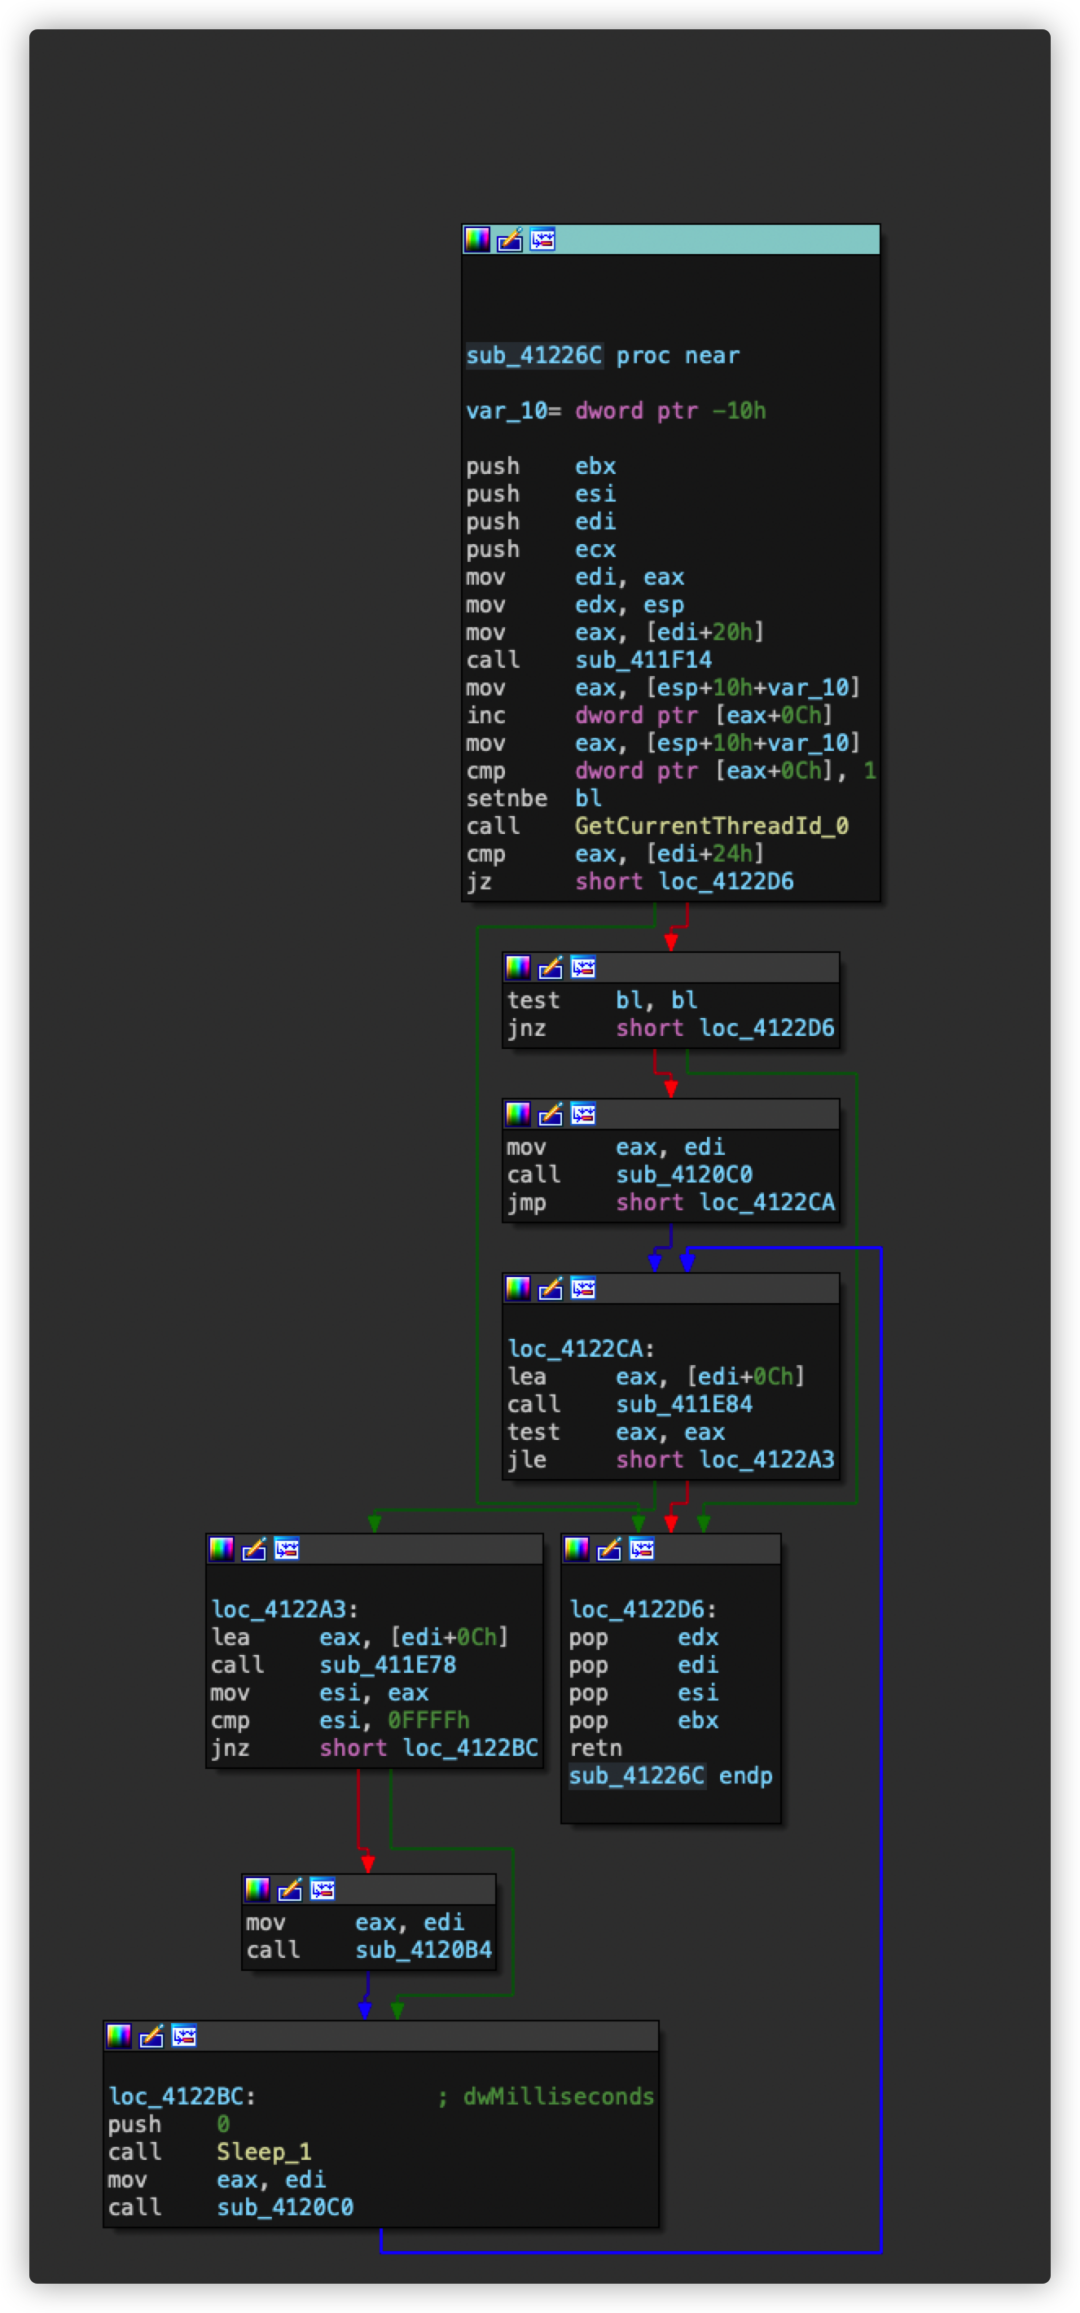 sub_41226C proc near
var_10= dword ptr -10h
push ebx
push esi
push edi
push ecx
mov edi, eax
mov edx, esp
mov eax, [edi+20h]
call sub_411F14
mov eax, [esp+10h+var_10]
inc dword ptr [eax+0Ch]
mov eax, [esp+10h+var_10]
cmp dword ptr [eax+0Ch], 1
setnbe bl
call GetCurrentThreadId_0
cmp eax, [edi+24h]
jz short loc_4122D6
test bl, bl
jnz short loc_4122D6
mov eax, edi
call sub_4120C0
jmp short loc_4122CA
loc_4122CA:
lea eax, [edi+0Ch]
call sub_411E84
test eax, eax
jle short loc_4122A3
loc_4122A3:
lea eax, [edi+0Ch]
call sub_411E78
mov esi, eax
cmp esi, 0FFFFh
jnz short loc_4122BC
loc_4122D6:
pop edx
pop edi
pop esi
pop ebx
retn
sub_41226C endp
mov eax, edi
call sub_4120B4
loc_4122BC: ; dwMilliseconds
push 0
call Sleep_1
mov eax, edi
call sub_4120C0